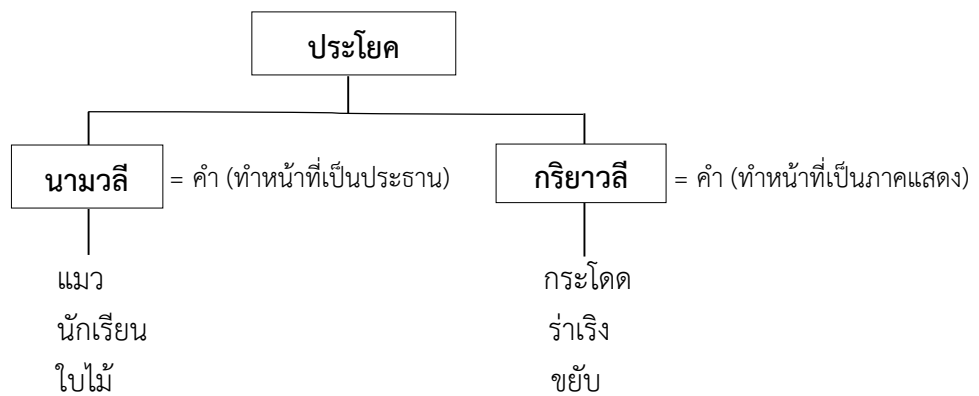 ประโยค
นามวลี = คำ (ทำหน้าที่เป็นประธาน)
กริยาวลี = คำ (ทำหน้าที่เป็นภาคแสดง)
แมว
นักเรียน
ใบไม้
กระโดด
ร่าเริง
ขยับ